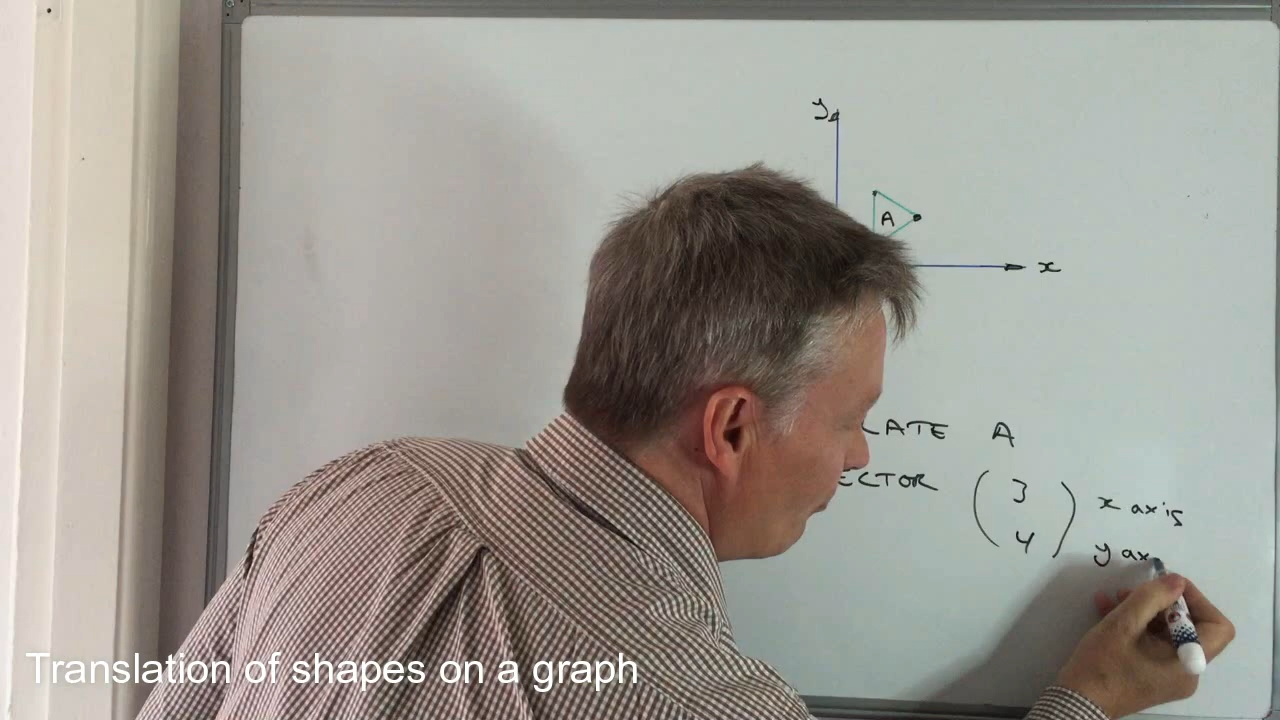 y
A
x
LATE A
ECTOR ( 3 ) x axis
4 y ax
Translation of shapes on a graph